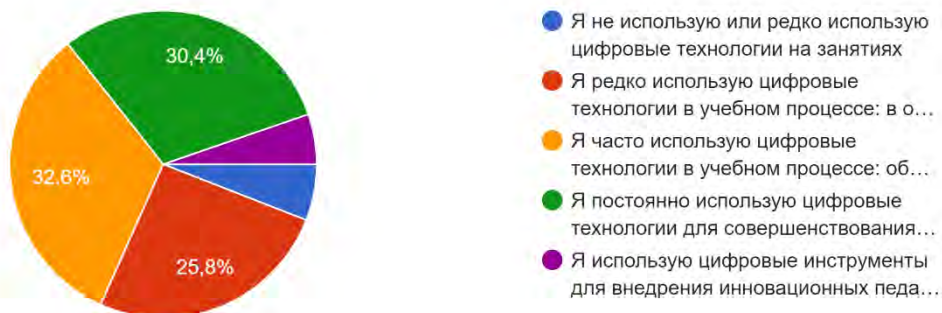 30,4%
32,6%
25,8%
Я не использую или редко использую
цифровые технологии на занятиях
Я редко использую цифровые
технологии в учебном процессе: в о…
Я часто использую цифровые
технологии в учебном процессе: об…
Я постоянно использую цифровые
технологии для совершенствования…
Я использую цифровые инструменты
для внедрения инновационных педа…